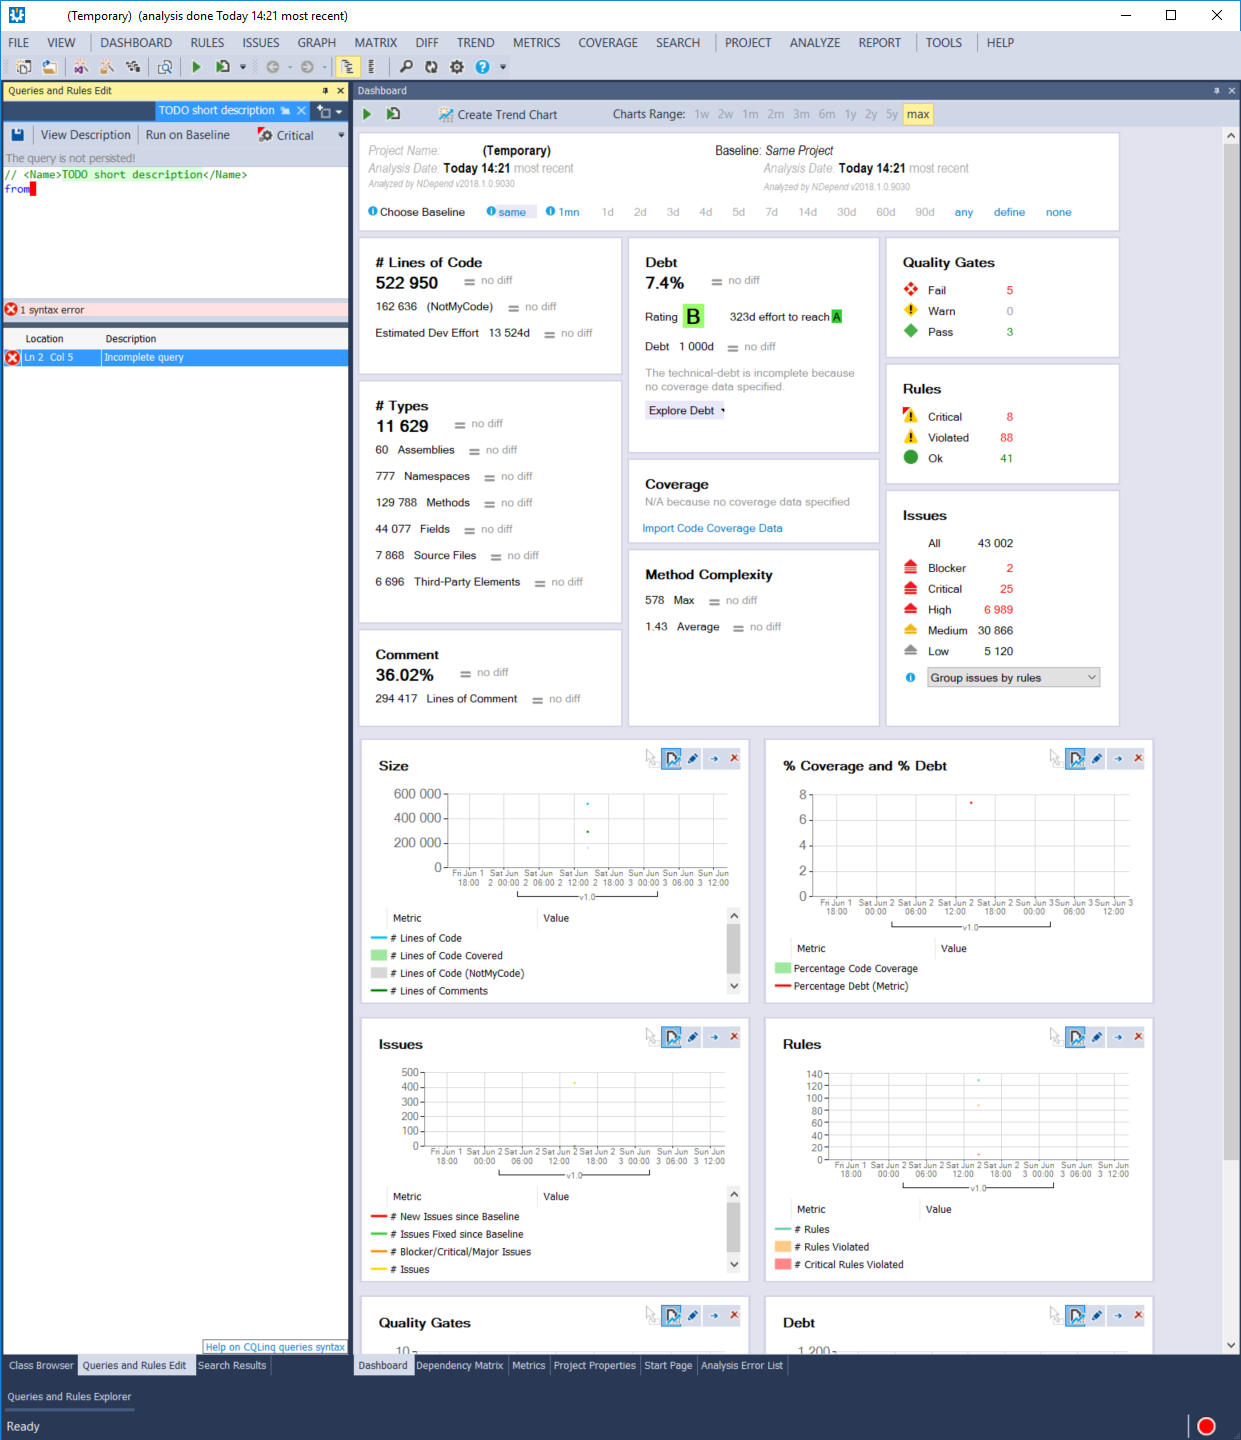 (Temporary)  (analysis done Today 14:21 most recent)
FILE VIEW DASHBOARD RULES ISSUES GRAPH MATRIX DIFF TREND METRICS COVERAGE SEARCH PROJECT ANALYZE REPORT TOOLS HELP
Queries and Rules Edit
TODO short description
View Description Run on Baseline Critical
The query is not persisted!
// <Name>TODO short description</Name>
from
1 syntax error
Location Description
Ln 2 Col 5 Incomplete query
Help on CQLinq queries syntax
Class Browser Queries and Rules Edit Search Results
Dashboard
Create Trend Chart Charts Range: 1w 2w 1m 2m 3m 6m 1y 2y 5y max
Project Name: (Temporary) Baseline: Same Project
Analysis Date: Today 14:21 most recent Analysis Date: Today 14:21 most recent
Analyzed by NDepend v2018.1.0.9030 Analyzed by NDepend v2018.1.0.9030
Choose Baseline same 1mn 1d 2d 3d 4d 5d 7d 14d 30d 60d 90d any define none
# Lines of Code
522 950 no diff
162 636 (NotMyCode) no diff
Estimated Dev Effort 13 524d no diff
# Types
11 629 no diff
60 Assemblies no diff
777 Namespaces no diff
129 788 Methods no diff
44 077 Fields no diff
7 868 Source Files no diff
6 696 Third-Party Elements no diff
Comment
36.02% no diff
294 417 Lines of Comment no diff
Debt
7.4% no diff
Rating B 323d effort to reach A
Debt 1 000d no diff
The technical-debt is incomplete because
no coverage data specified.
Explore Debt
Coverage
N/A because no coverage data specified
Import Code Coverage Data
Method Complexity
578 Max no diff
1.43 Average no diff
Quality Gates
Fail 5
Warn 0
Pass 3
Rules
Critical 8
Violated 88
Ok 41
Issues
All 43 002
Blocker 2
Critical 25
High 6 989
Medium 30 866
Low 5 120
Group issues by rules
Size
600 000
400 000
200 000
0
Fri Jun 1 Sat Jun Sat Jun Sat Jun Sat Jun Sun Jun Sun Jun Sun Jun
18:00 2 00:00 2 06:00 2 12:00 2 18:00 3 00:00 3 06:00 3 12:00
v1.0
Metric Value
# Lines of Code
# Lines of Code Covered
# Lines of Code (NotMyCode)
# Lines of Comments
% Coverage and % Debt
8
6
4
2
0
Fri Jun 1 Sat Jun 2 Sat Jun 2 Sat Jun 2 Sat Jun 2 Sun Jun 3 Sun Jun 3 Sun Jun 3
18:00 00:00 06:00 12:00 18:00 00:00 06:00 12:00
v1.0
Metric Value
Percentage Code Coverage
Percentage Debt (Metric)
Issues
500
400
300
200
100
0
Fri Jun 1 Sat Jun 2 Sat Jun 2 Sat Jun 2 Sat Jun 2 Sun Jun Sun Jun Sun Jun
18:00 00:00 06:00 12:00 18:00 3 00:00 3 06:00 3 12:00
v1.0
Metric Value
# New Issues since Baseline
# Issues Fixed since Baseline
# Blocker/Critical/Major Issues
# Issues
Rules
140
120
100
80
60
40
20
0
Fri Jun 1 Sat Jun 2 Sat Jun 2 Sat Jun 2 Sat Jun 2 Sun Jun Sun Jun Sun Jun
18:00 00:00 06:00 12:00 18:00 3 00:00 3 06:00 3 12:00
v1.0
Metric Value
# Rules
# Rules Violated
# Critical Rules Violated
Quality Gates
10
Debt
1 200
Dashboard Dependency Matrix Metrics Project Properties Start Page Analysis Error List
Queries and Rules Explorer
Ready